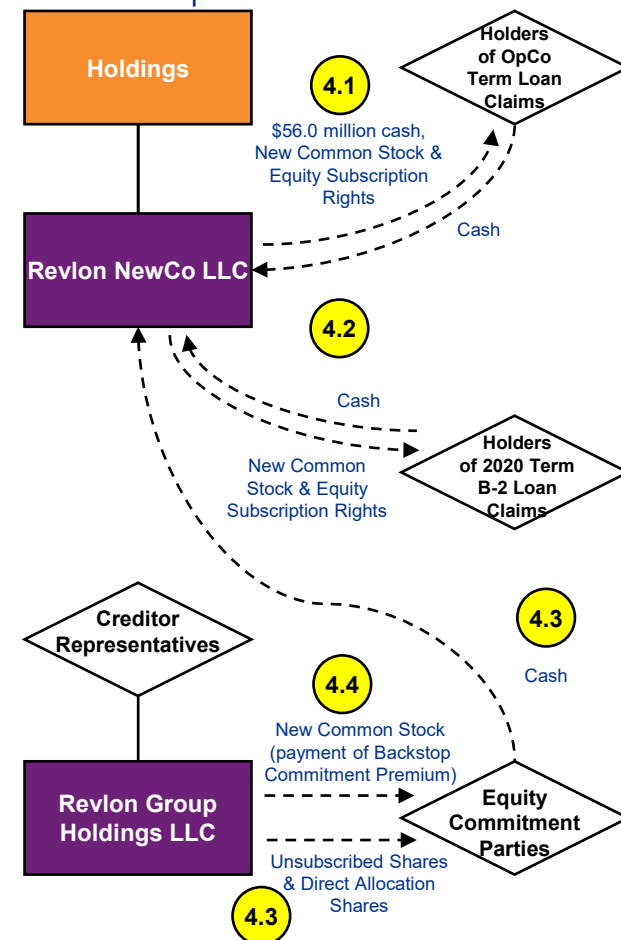 Holdings
Holders
of OpCo
Term Loan
Claims
4.1
$56.0 million cash,
New Common Stock &
Equity Subscription
Rights
Cash
Revlon NewCo LLC
4.2
Cash
New Common
Stock & Equity
Subscription Rights
Holders
of 2020 Term
B-2 Loan
Claims
Creditor
Representatives
4.3
Cash
4.4
New Common Stock
(payment of Backstop
Commitment Premium)
Revlon Group
Holdings LLC
Equity
Commitment
Parties
Unsubscribed Shares
& Direct Allocation
Shares
4.3